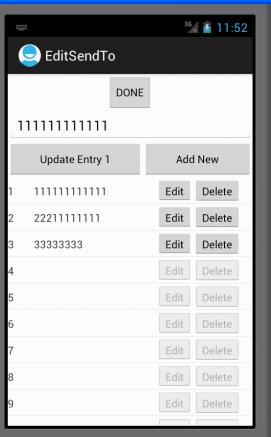 3G 11:52
EditSendTo
DONE
111111111111
Update Entry 1 Add New
1 111111111111 Edit Delete
2 22211111111 Edit Delete
3 33333333 Edit Delete
4 Edit Delete
5 Edit Delete
6 Edit Delete
7 Edit Delete
8 Edit Delete
9 Edit Delete